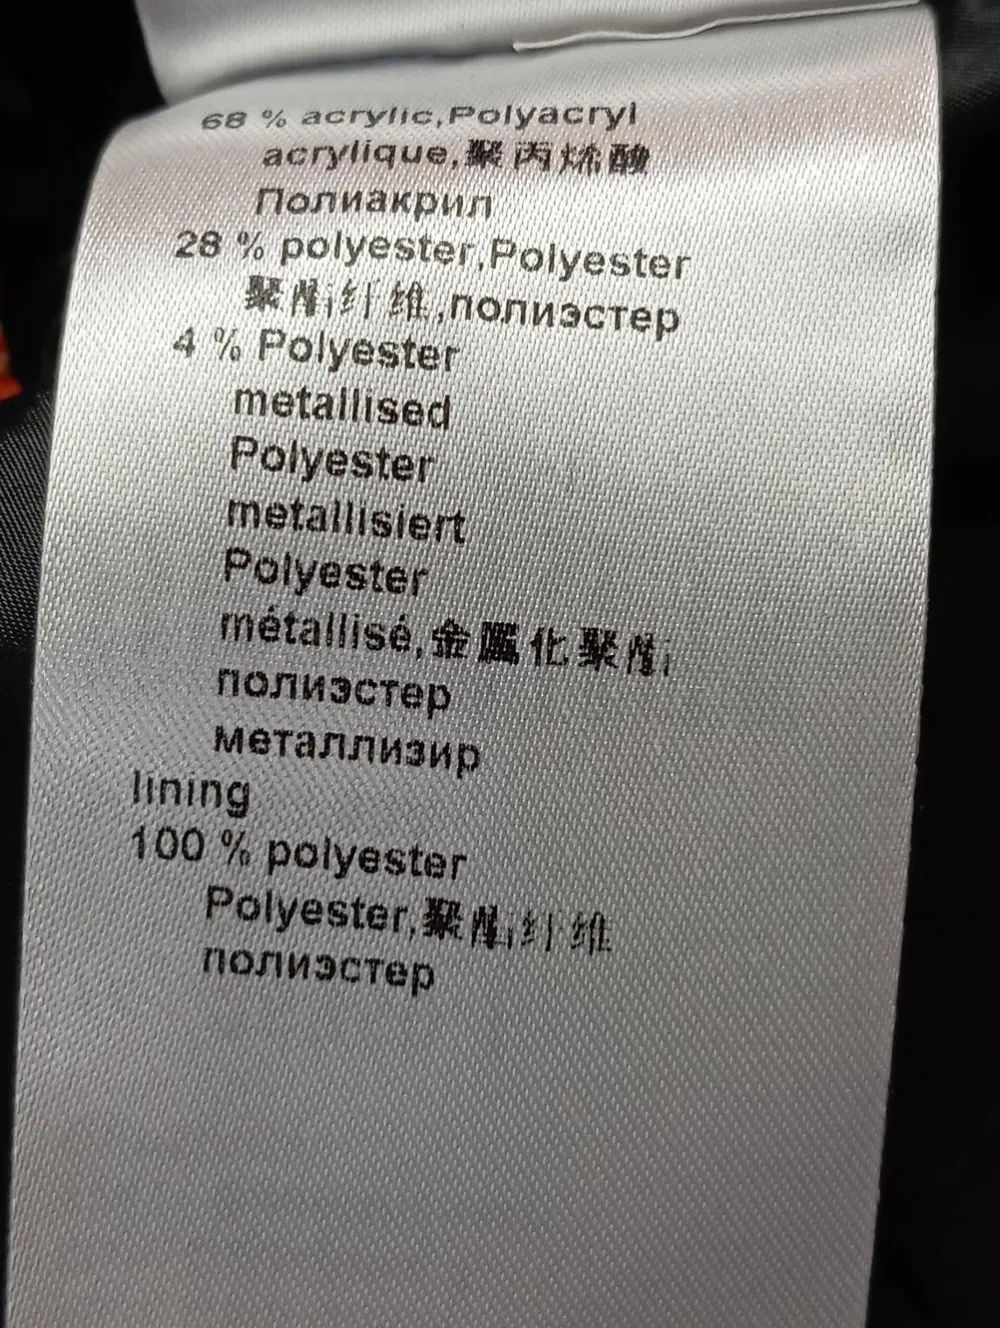 68 % acrylic,Polyacryl
acrylique,聚丙烯酸
Полиакрил
28 % polyester,Polyester
聚酯纤维,полиэстер
4 % Polyester
metallised
Polyester
metallisiert
Polyester
métallisé,金属化聚酯
полиэстер
металлизир
lining
100 % polyester
Polyester,聚酯纤维
полиэстер